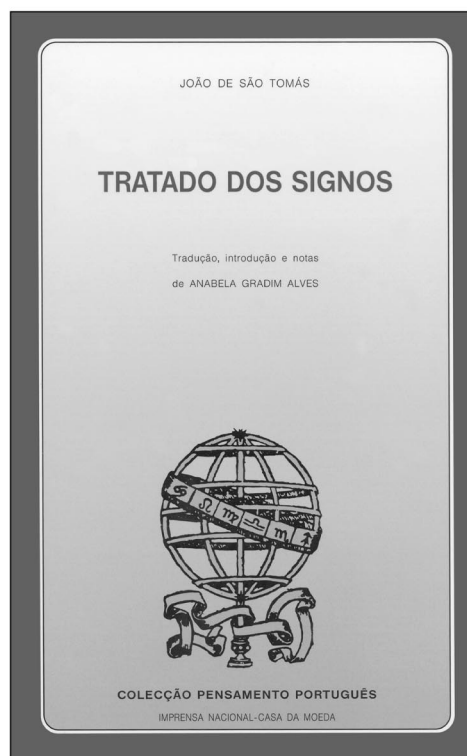 JOÃO DE SÃO TOMÁS
TRATADO DOS SIGNOS
Tradução, introdução e notas
de ANABELA GRADIM ALVES
COLECÇÃO PENSAMENTO PORTUGUÊS
IMPRENSA NACIONAL-CASA DA MOEDA